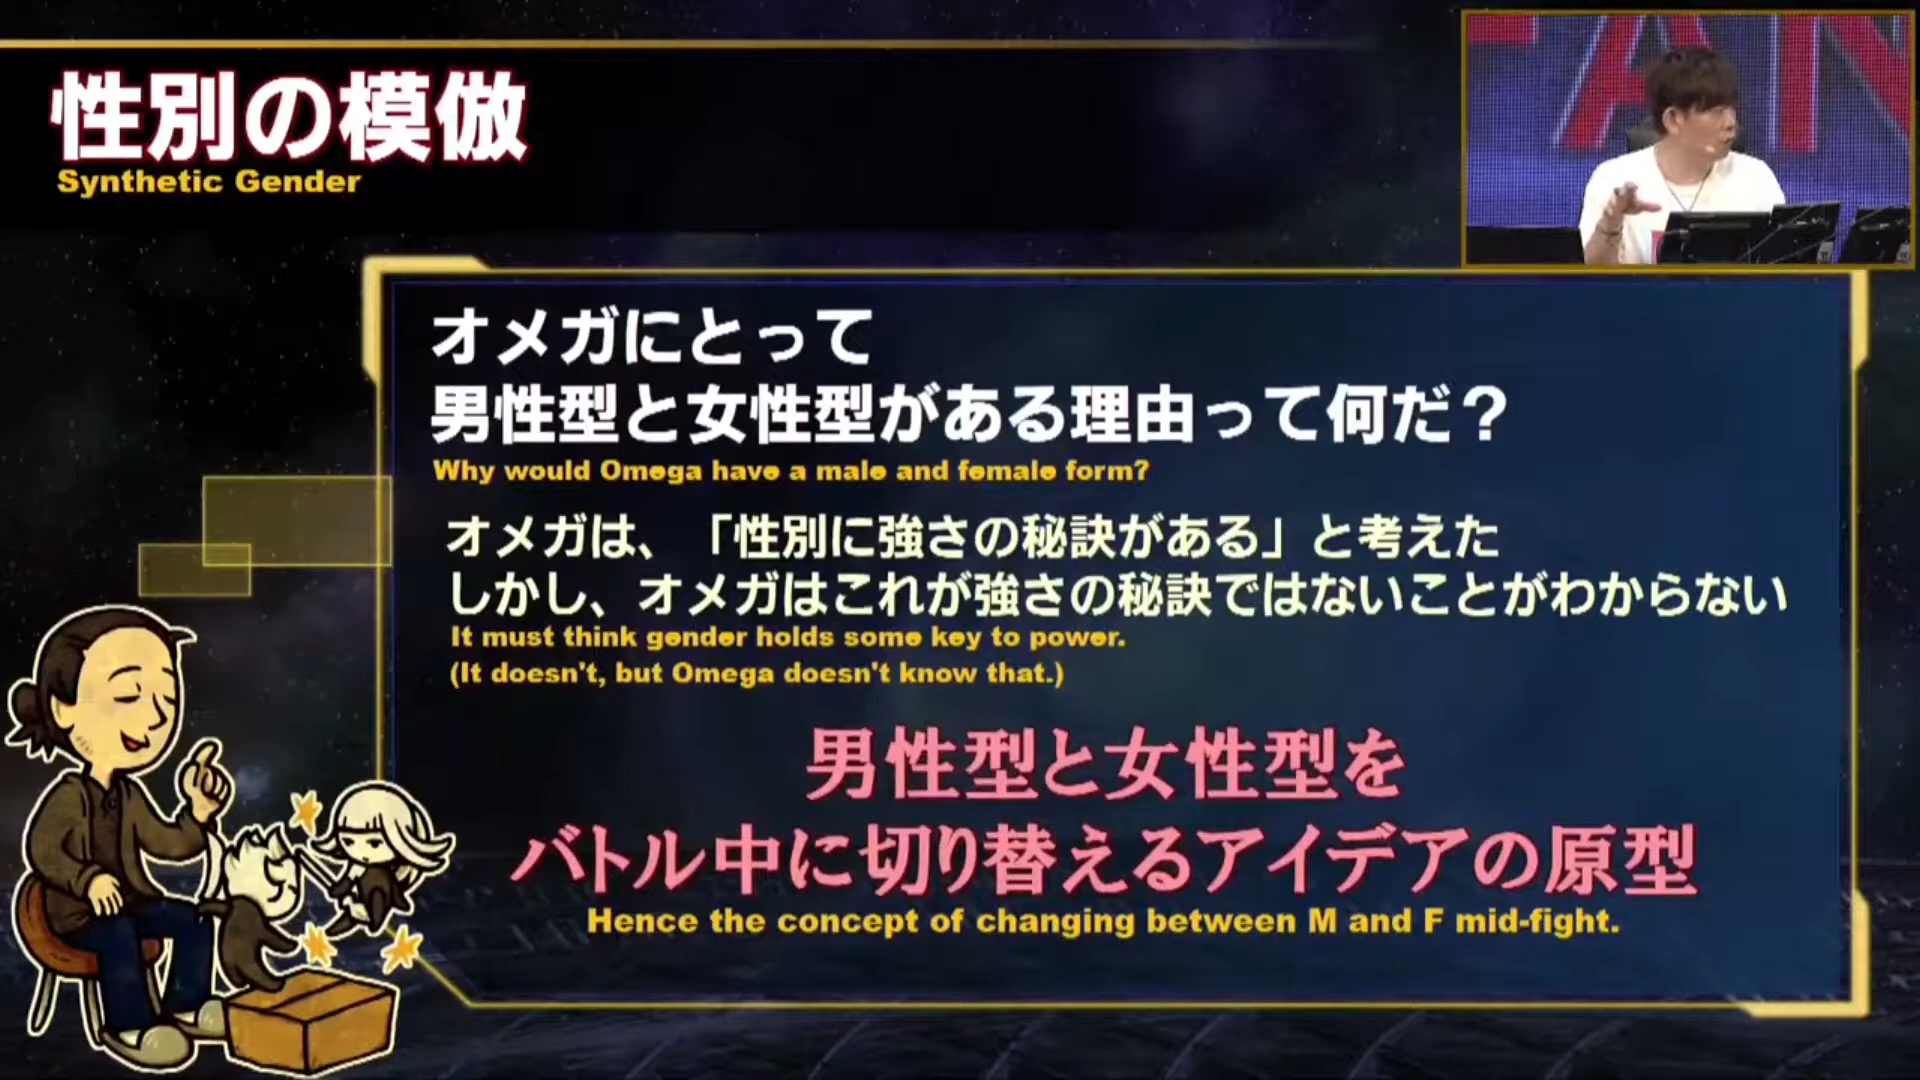 性別の模倣
Synthetic Gender
オメガにとって
男性型と女性型がある理由って何だ？
Why would Omega have a male and female form?
オメガは、「性別に強さの秘訣がある」と考えた
しかし、オメガはこれが強さの秘訣ではないことがわからない
It must think gender holds some key to power.
(It doesn't, but Omega doesn't know that.)
男性型と女性型を
バトル中に切り替えるアイデアの原型
Hence the concept of changing between M and F mid-fight.